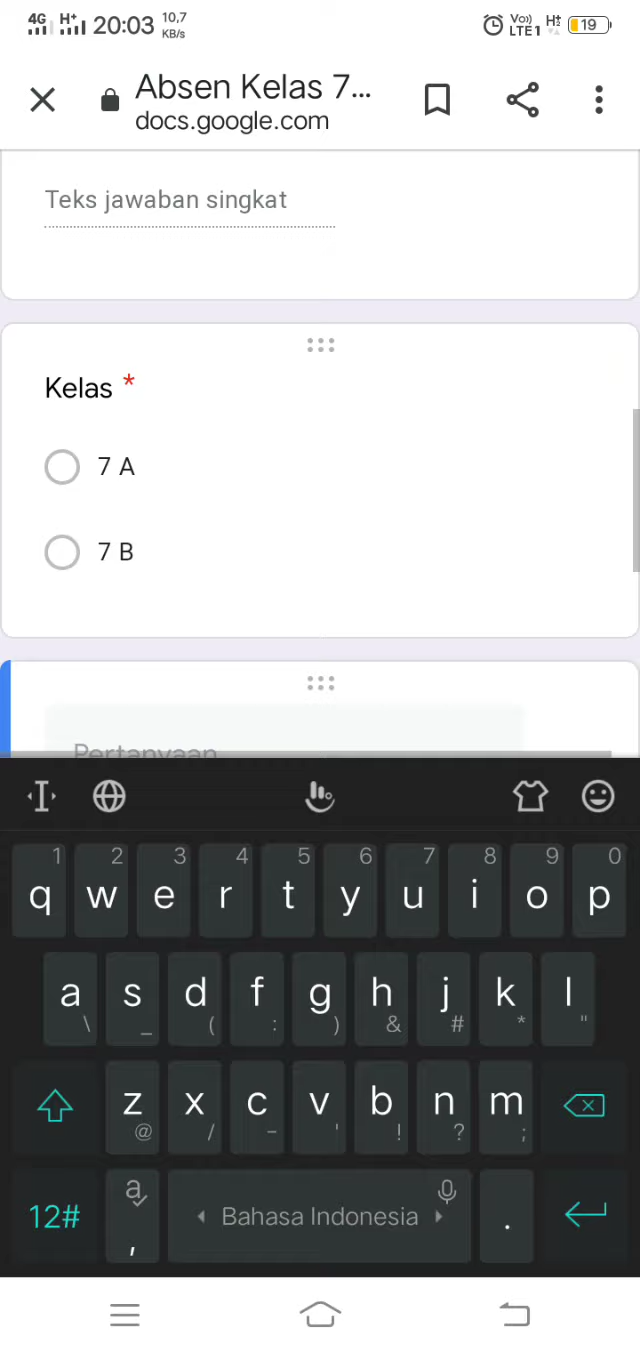 4G H+ 20:03 10,7 KB/s Vo)) LTE1 H± 19
Absen Kelas 7...
docs.google.com
Teks jawaban singkat
Kelas *
7 A
7 B
Pertanyaan
1 2 3 4 5 6 7 8 9 0
q w e r t y u i o p
a s d f g h j k l
\ _ ( : ) & # * "
z x c v b n m
@ / - ' ! ? ;
12# a , Bahasa Indonesia .